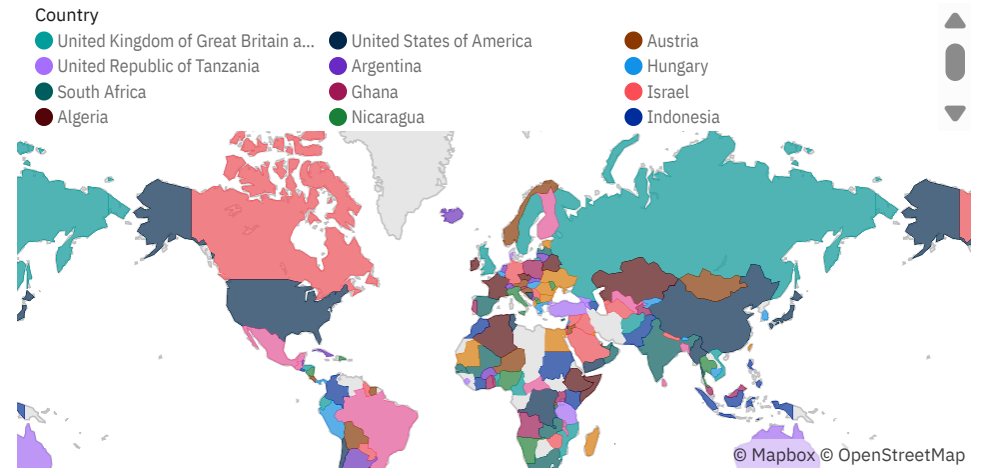 Country
United Kingdom of Great Britain a...
United States of America
Austria
United Republic of Tanzania
Argentina
Hungary
South Africa
Ghana
Israel
Algeria
Nicaragua
Indonesia
© Mapbox © OpenStreetMap